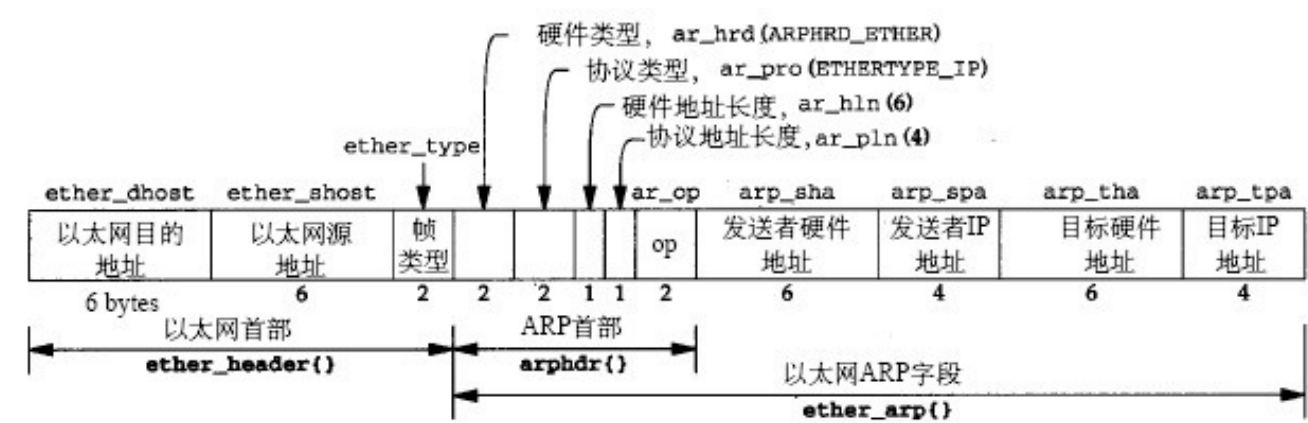 硬件类型, ar_hrd(ARPHRD_ETHER)
协议类型, ar_pro(ETHERTYPE_IP)
硬件地址长度, ar_hln(6)
协议地址长度,ar_pln(4)
ether_type
ether_dhost ether_shost ar_op arp_sha arp_spa arp_tha arp_tpa
以太网目的 以太网源 帧 发送者硬件 发送者IP 目标硬件 目标IP
地址 地址 类型 op 地址 地址 地址 地址
6 bytes 6 2 2 2 1 1 2 6 4 6 4
以太网首部 ARP首部
ether_header{} arphdr{}
以太网ARP字段
ether_arp{}